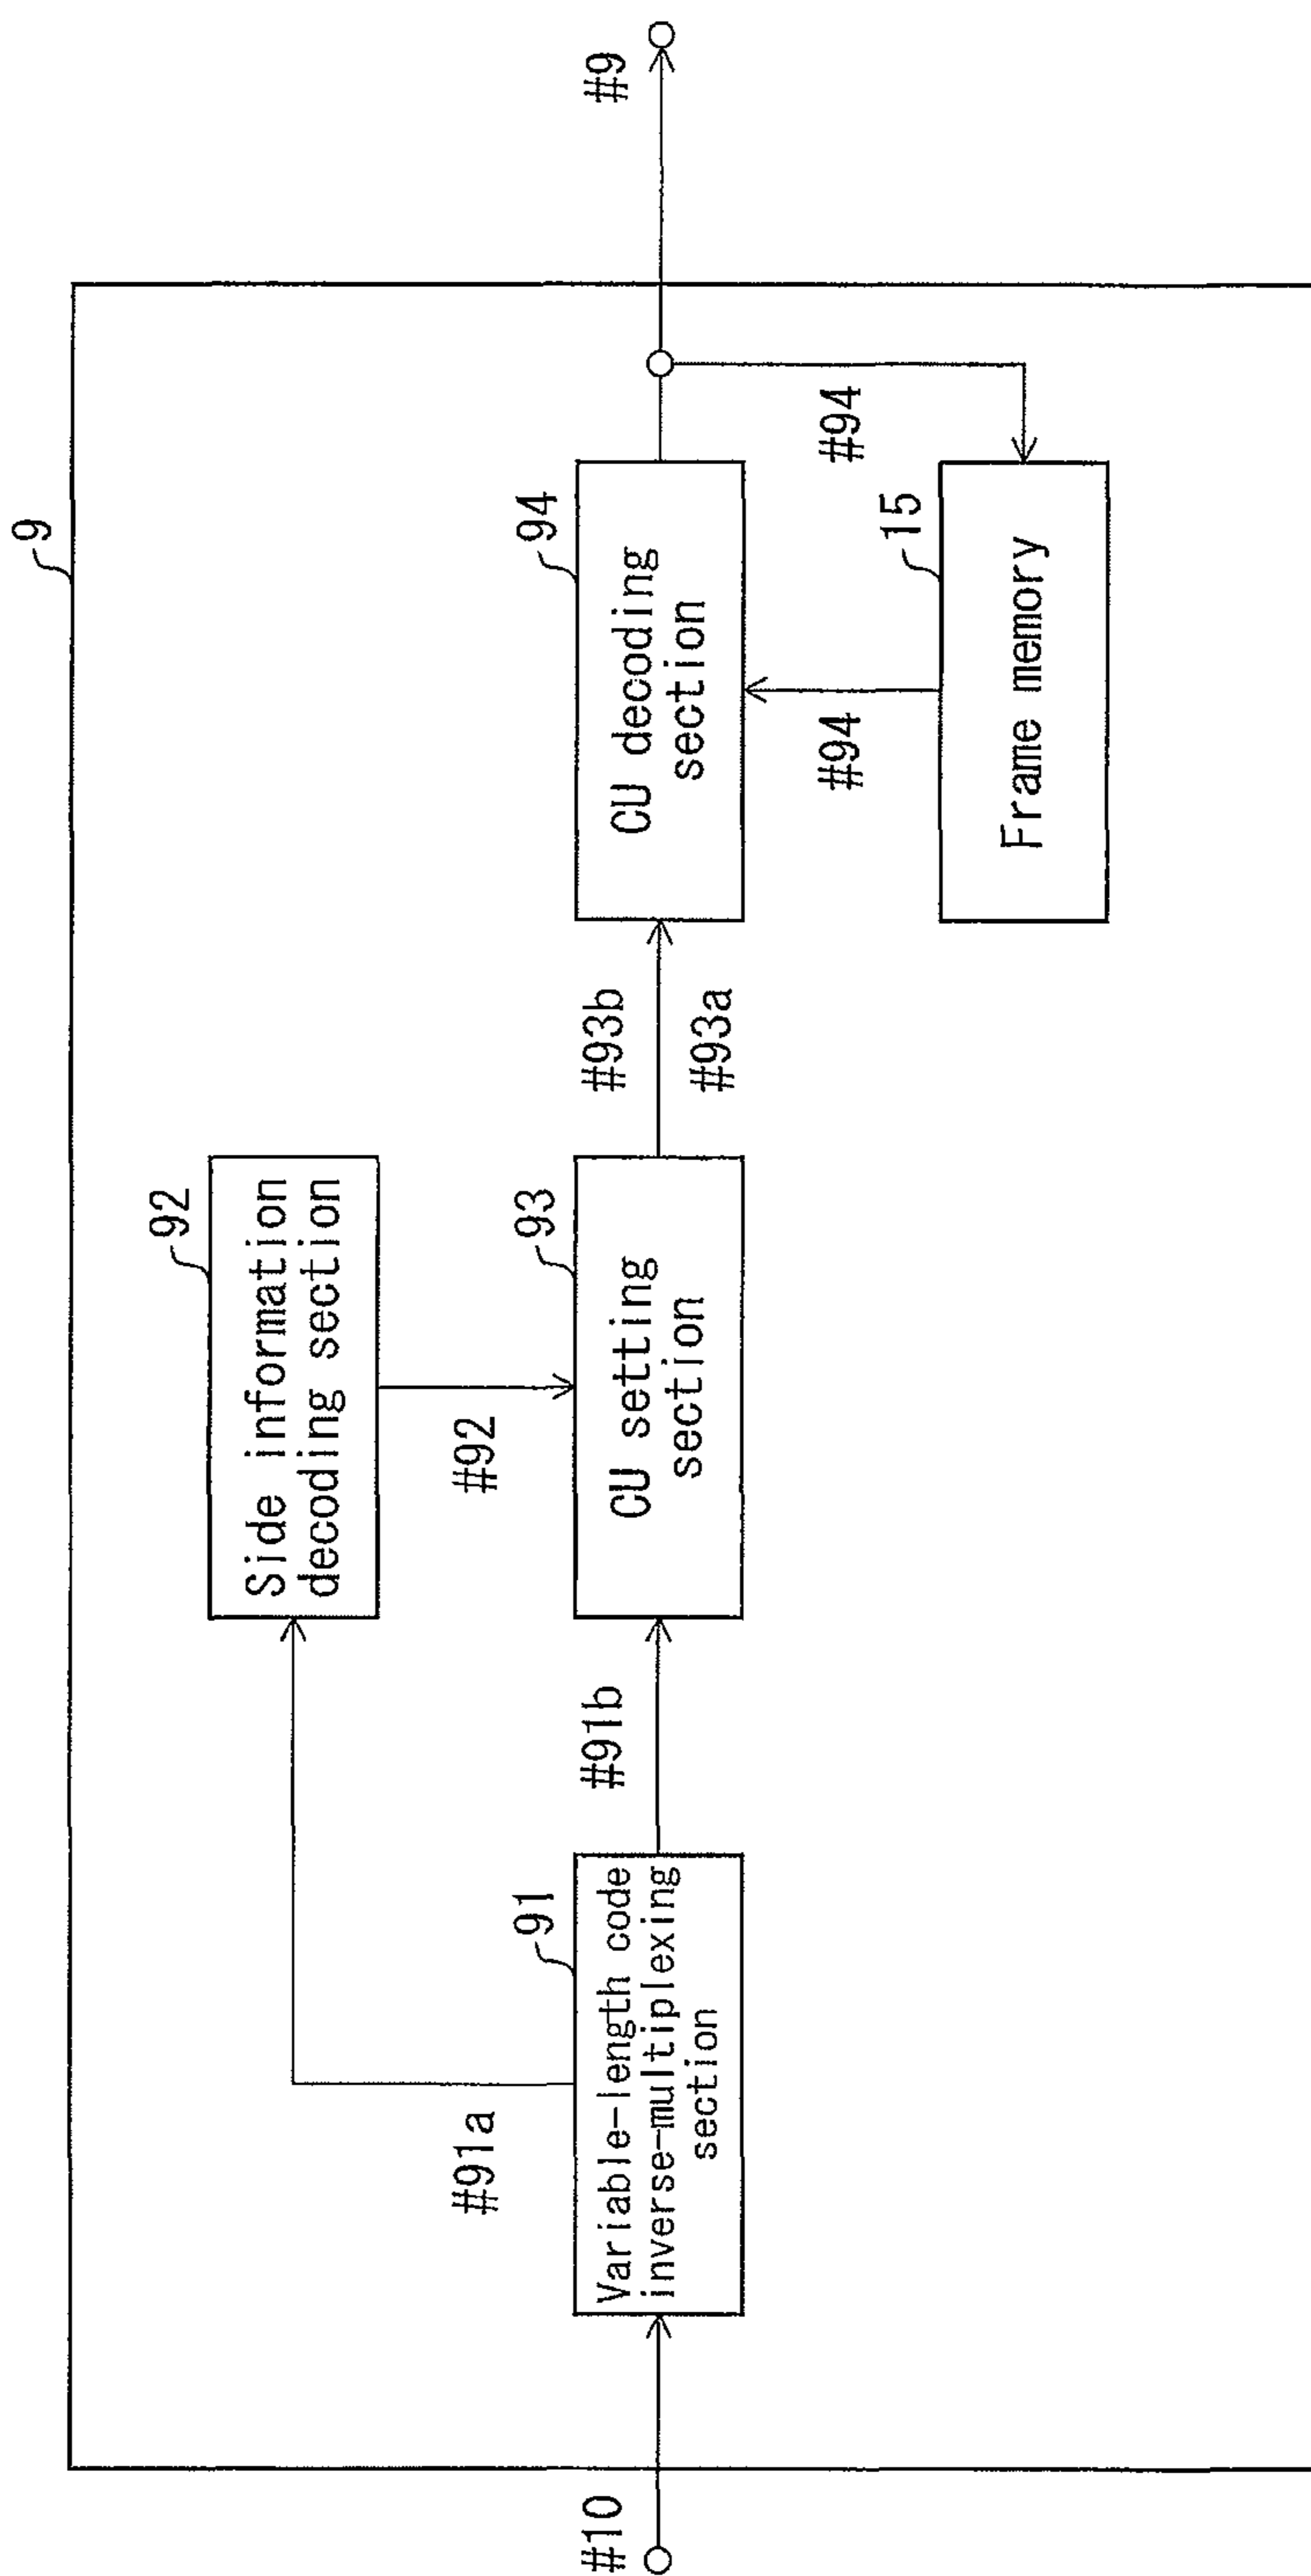 9
#10
91
Variable-length code
inverse-multiplexing
section
#91a
#91b
92
Side information
decoding section
#92
93
CU setting
section
#93b
#93a
94
CU decoding
section
#94
#94
15
Frame memory
#9